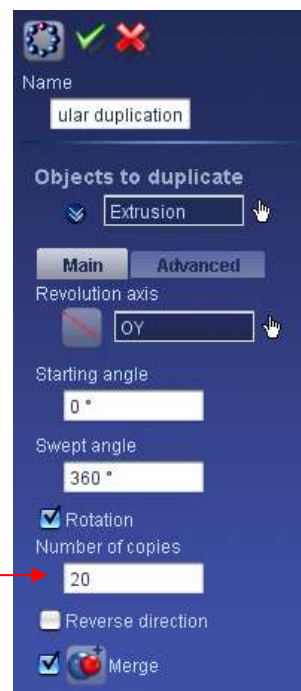 Name
ular duplication
Objects to duplicate
Extrusion
Main Advanced
Revolution axis
OY
Starting angle
0 °
Swept angle
360 °
Rotation
Number of copies
20
Reverse direction
Merge